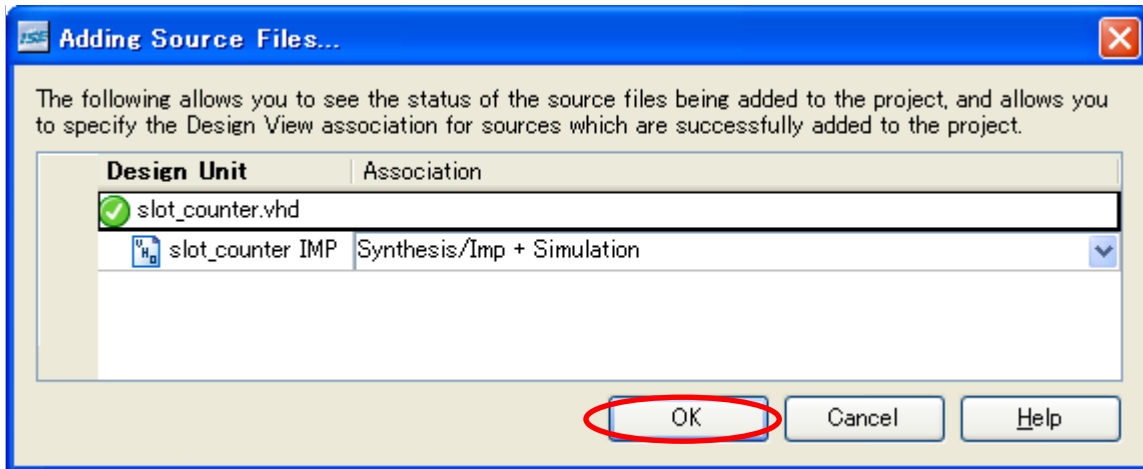 ISE Adding Source Files...
The following allows you to see the status of the source files being added to the project, and allows you
to specify the Design View association for sources which are successfully added to the project.
Design Unit Association
slot_counter.vhd
slot_counter IMP Synthesis/Imp + Simulation
OK Cancel Help